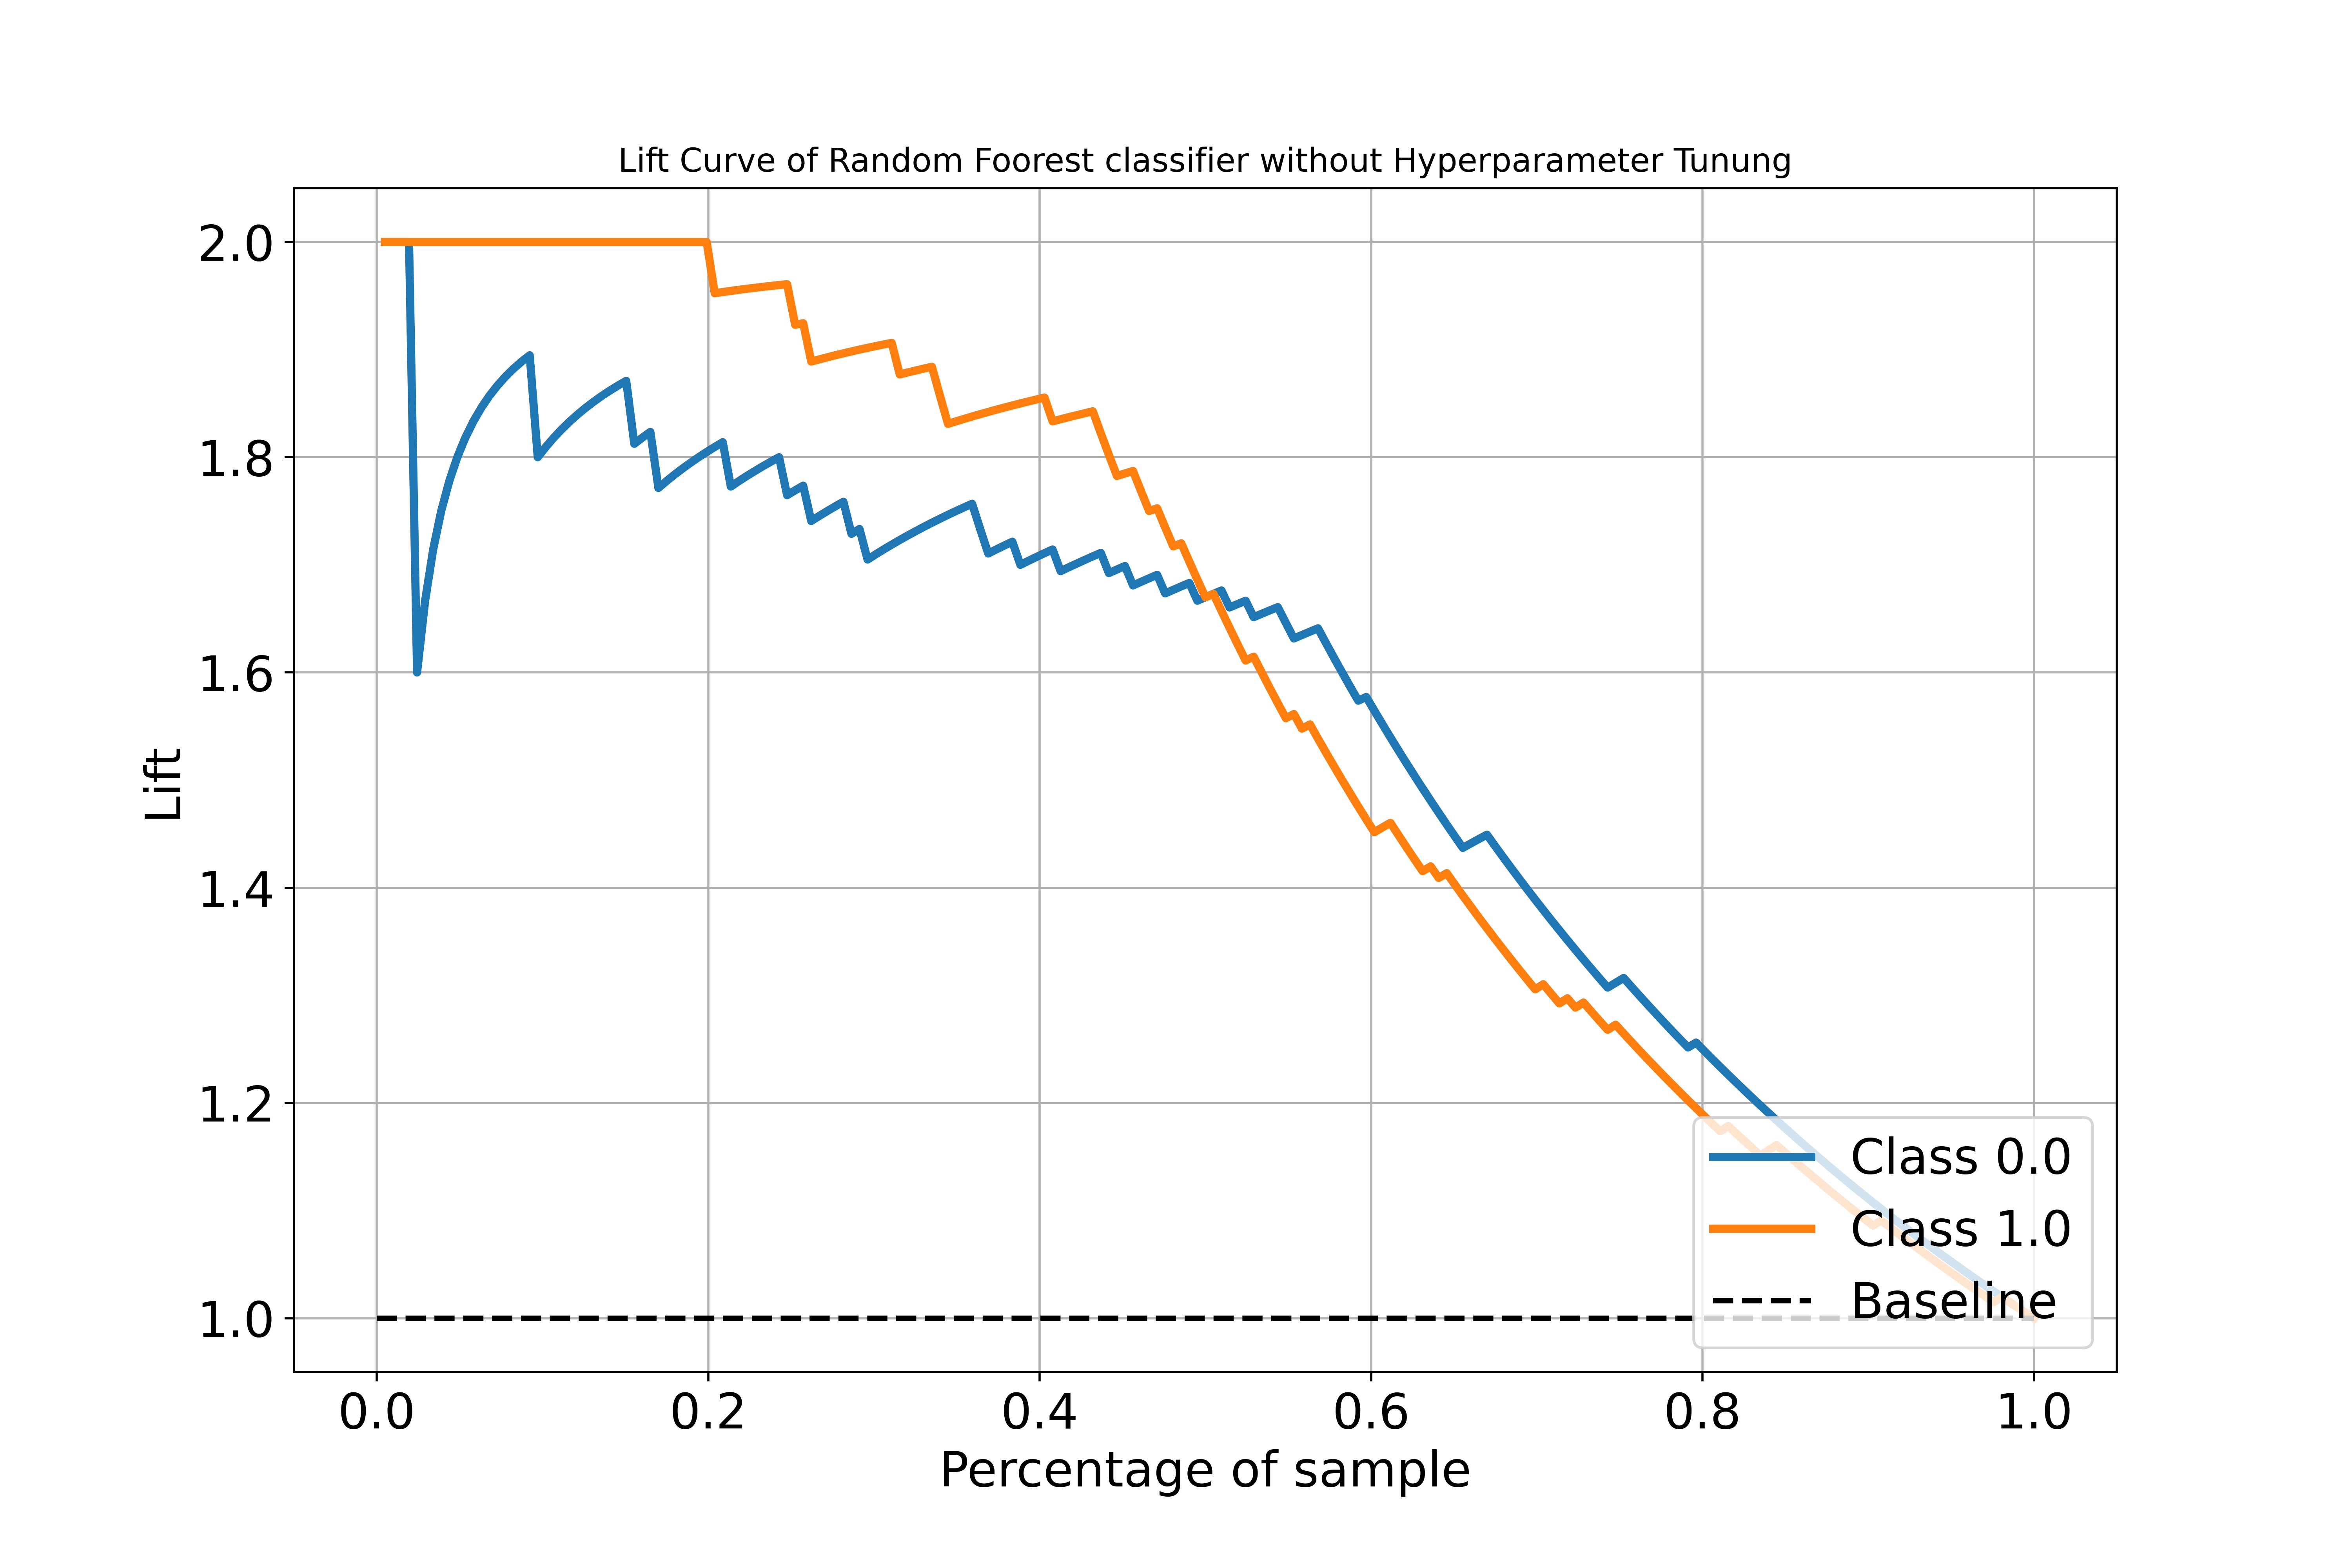 Lift Curve of Random Foorest classifier without Hyperparameter Tunung
2.0
1.8
1.6
1.4
1.2
1.0
Lift
0.0 0.2 0.4 0.6 0.8 1.0
Percentage of sample
Class 0.0
Class 1.0
Baseline